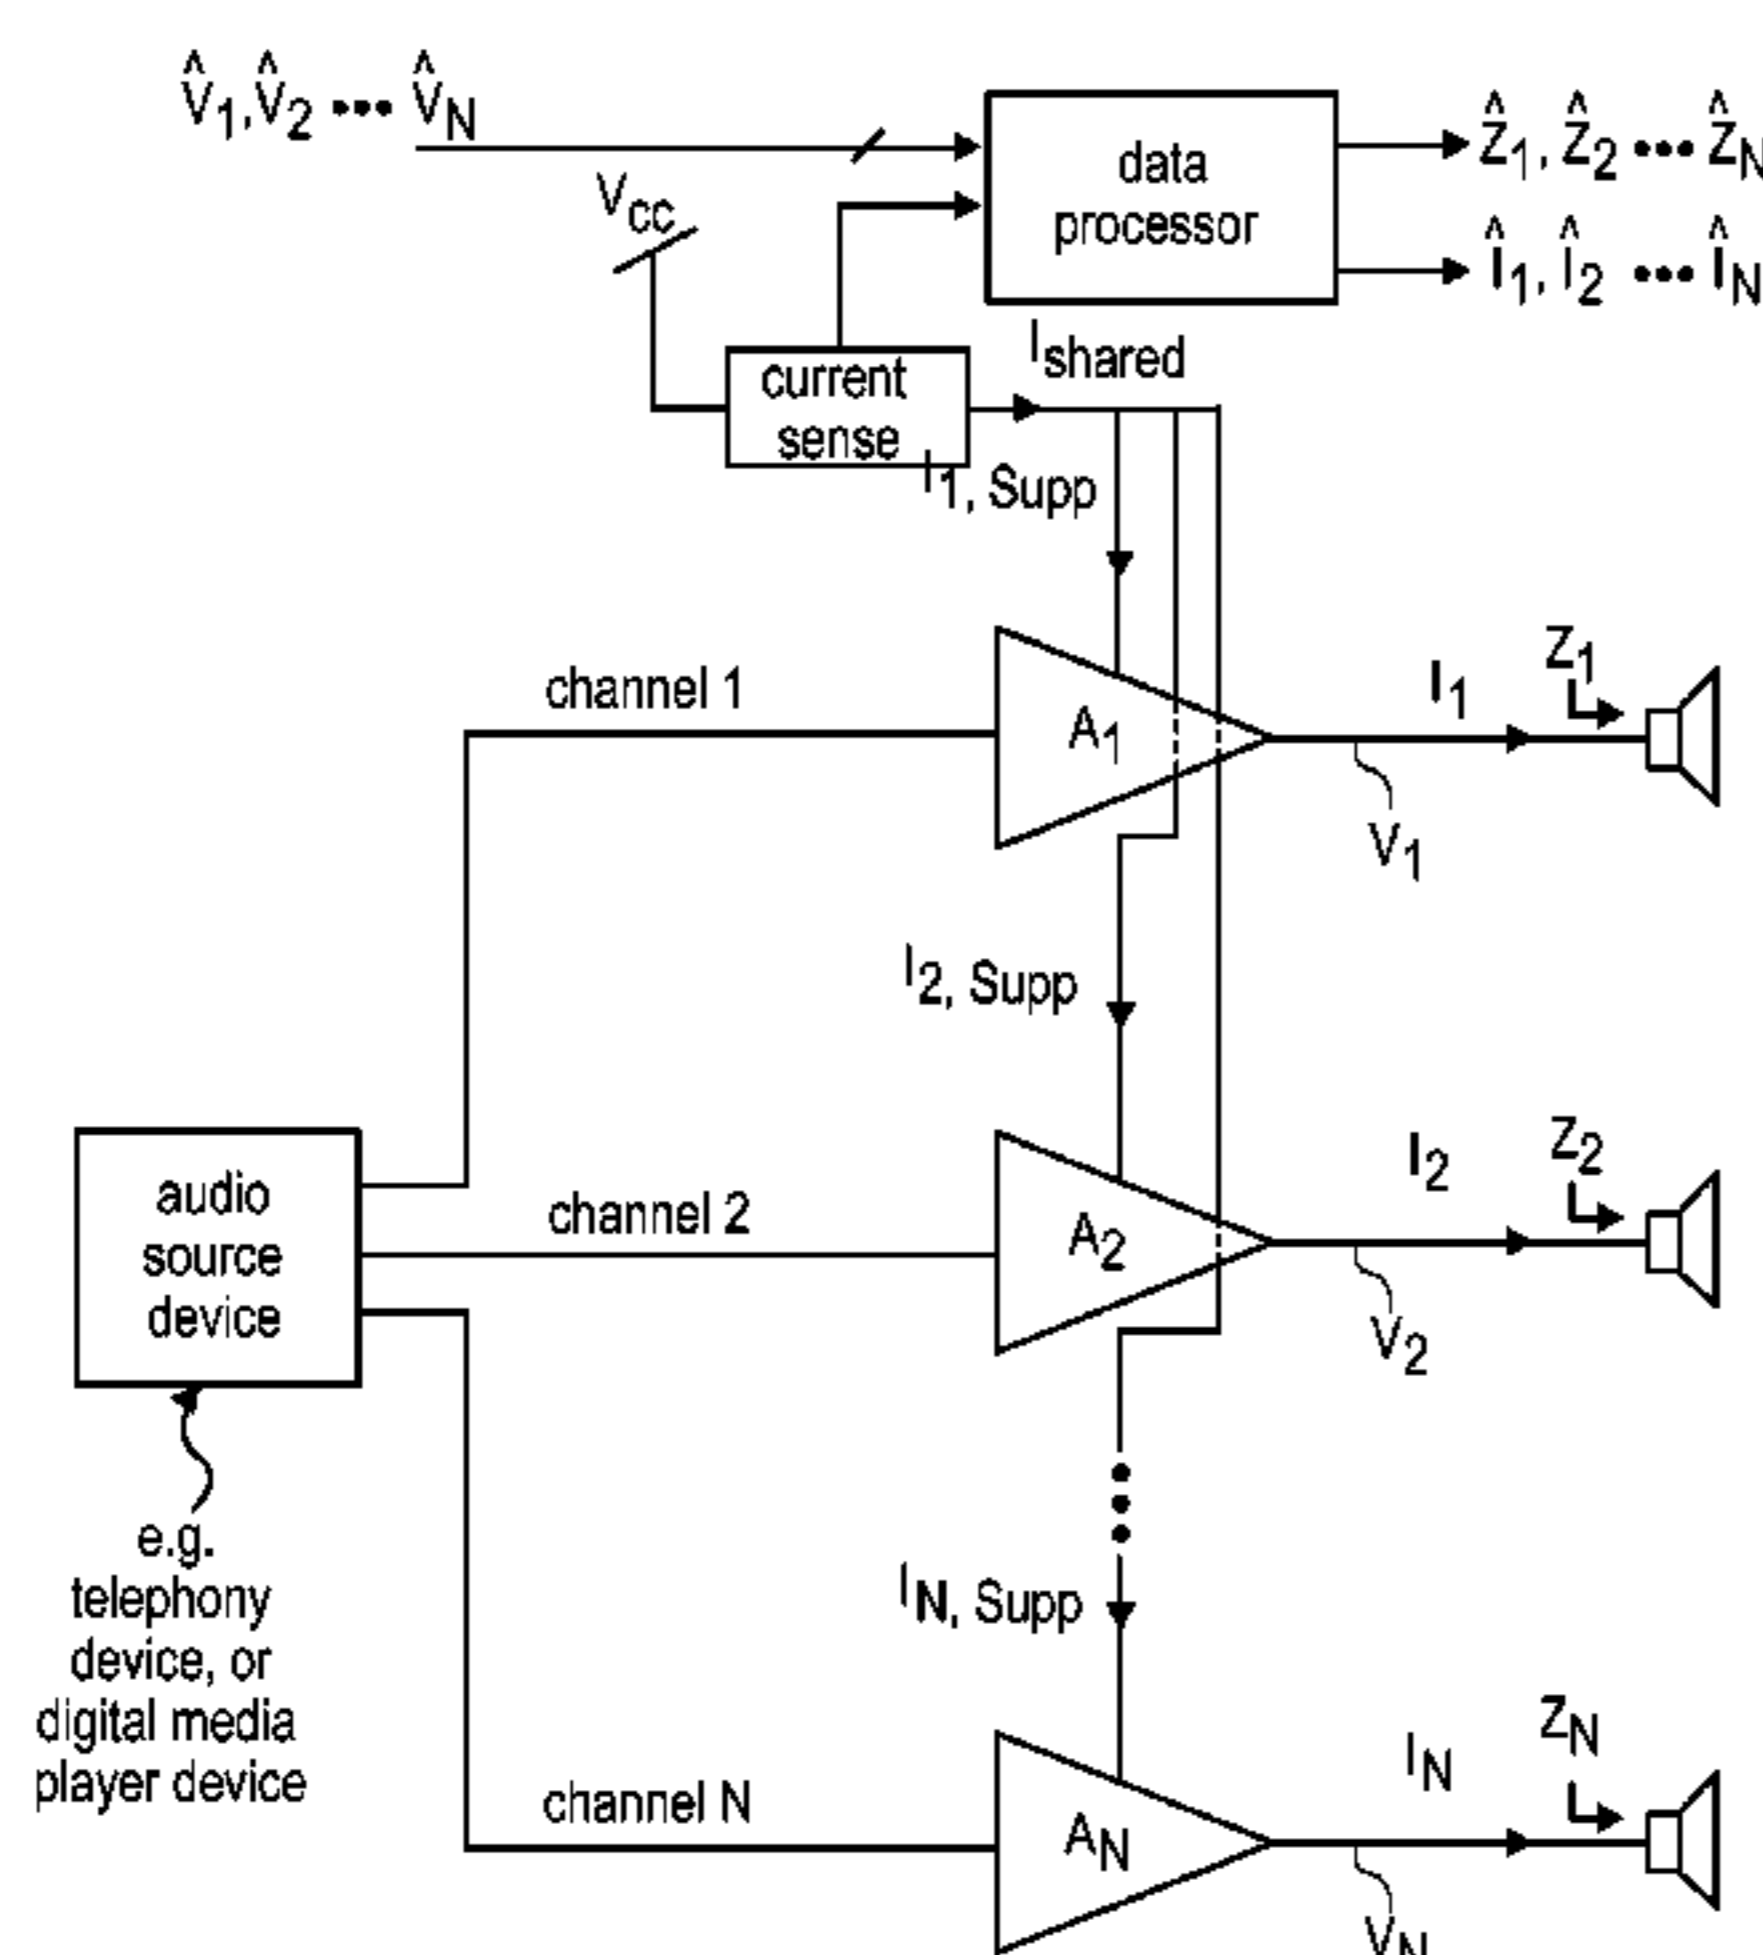 V̂1, V̂2 ••• V̂N
data
processor
Ẑ1, Ẑ2 ••• ẐN
Î1, Î2 ••• ÎN
Vcc
current
sense
Ishared
I1, Supp
channel 1
A1
I1
Z1
V1
I2, Supp
audio
source
device
channel 2
A2
I2
Z2
V2
e.g.
telephony
device, or
digital media
player device
IN, Supp
channel N
AN
IN
ZN
VN